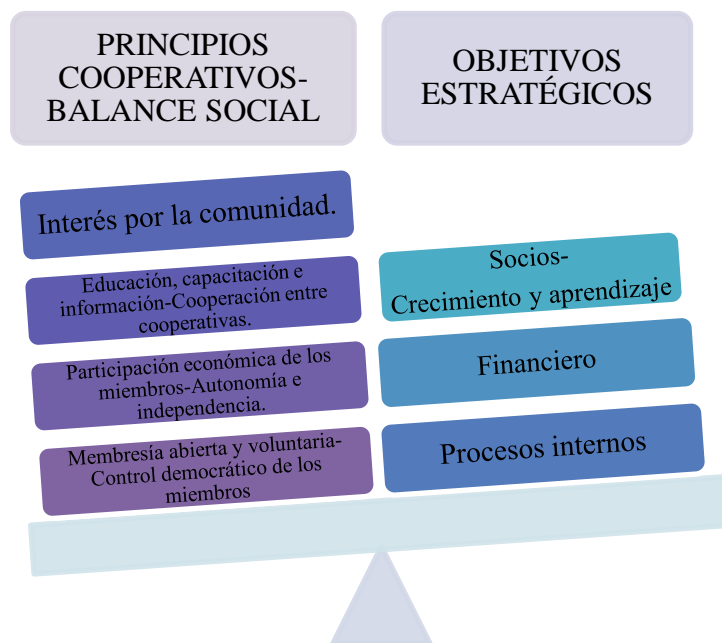 PRINCIPIOS
COOPERATIVOS-
BALANCE SOCIAL
OBJETIVOS
ESTRATÉGICOS
Interés por la comunidad.
Educación, capacitación e
información-Cooperación entre
cooperativas.
Participación económica de los
miembros-Autonomía e
independencia.
Membresía abierta y voluntaria-
Control democrático de los
miembros
Socios-
Crecimiento y aprendizaje
Financiero
Procesos internos